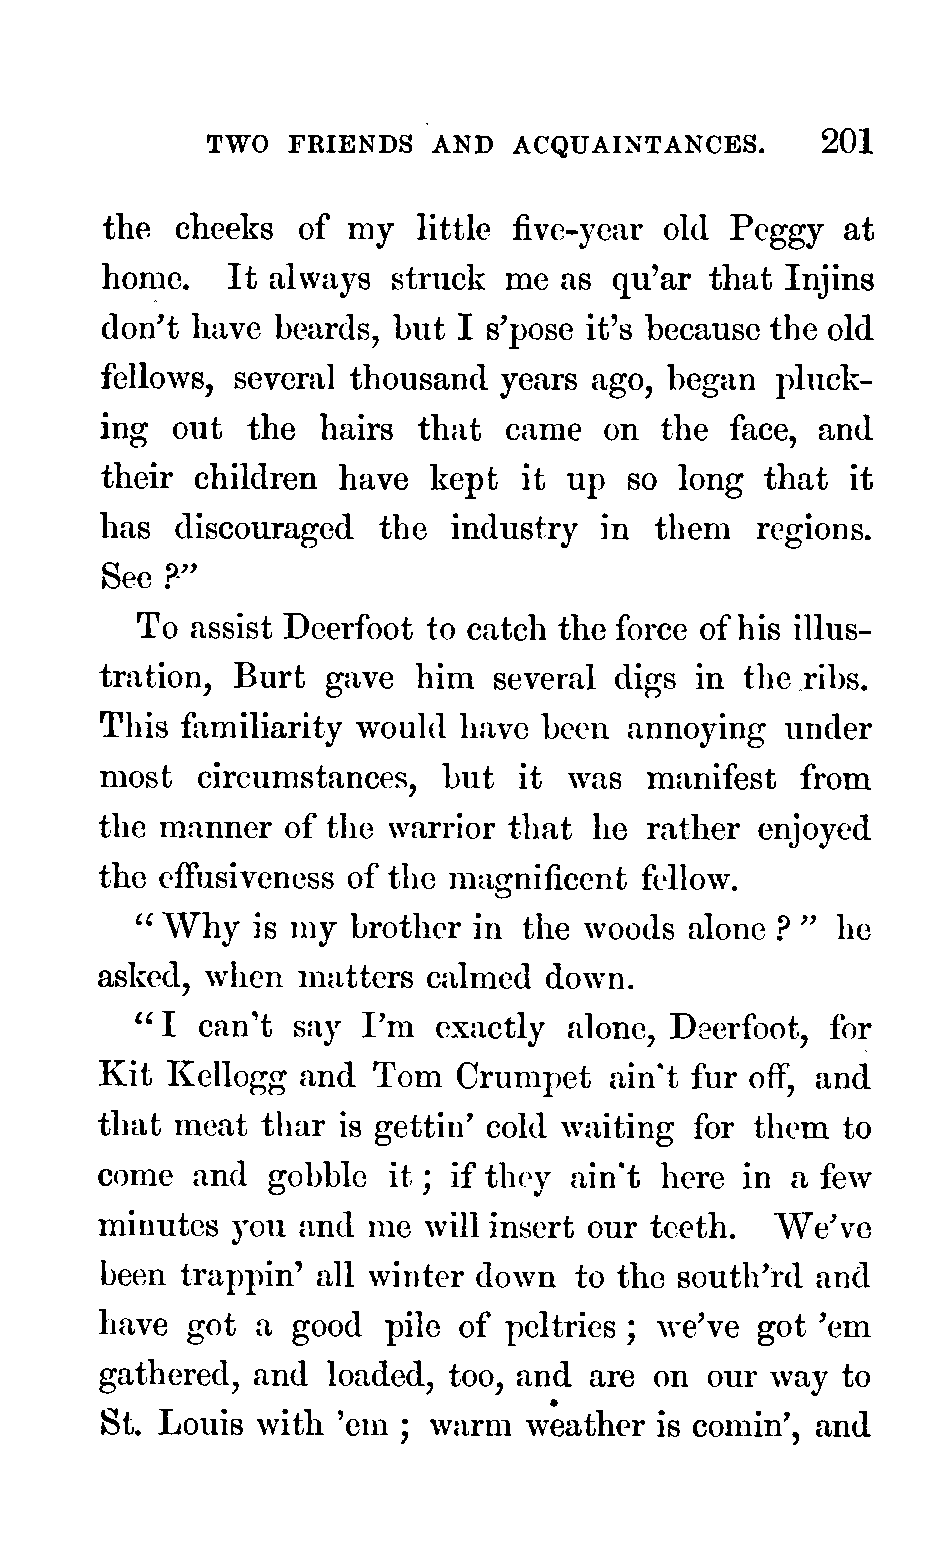 TWO FRIENDS AND ACQUAINTANCES. 201
the cheeks of my little five-year old Peggy at
home. It always struck me as qu'ar that Injins
don't have beards, but I s'pose it's because the old
fellows, several thousand years ago, began pluck-
ing out the hairs that came on the face, and
their children have kept it up so long that it
has discouraged the industry in them regions.
See?"
To assist Deerfoot to catch the force of his illus-
tration, Burt gave him several digs in the ribs.
This familiarity would have been annoying under
most circumstances, but it was manifest from
the manner of the warrior that he rather enjoyed
the effusiveness of the magnificent fellow.
"Why is my brother in the woods alone?" he
asked, when matters calmed down.
"I can't say I'm exactly alone, Deerfoot, for
Kit Kellogg and Tom Crumpet ain't fur off, and
that meat thar is gettin' cold waiting for them to
come and gobble it; if they ain't here in a few
minutes you and me will insert our teeth. We've
been trappin' all winter down to the south'rd and
have got a good pile of peltries; we've got 'em
gathered, and loaded, too, and are on our way to
St. Louis with 'em; warm weather is comin', and